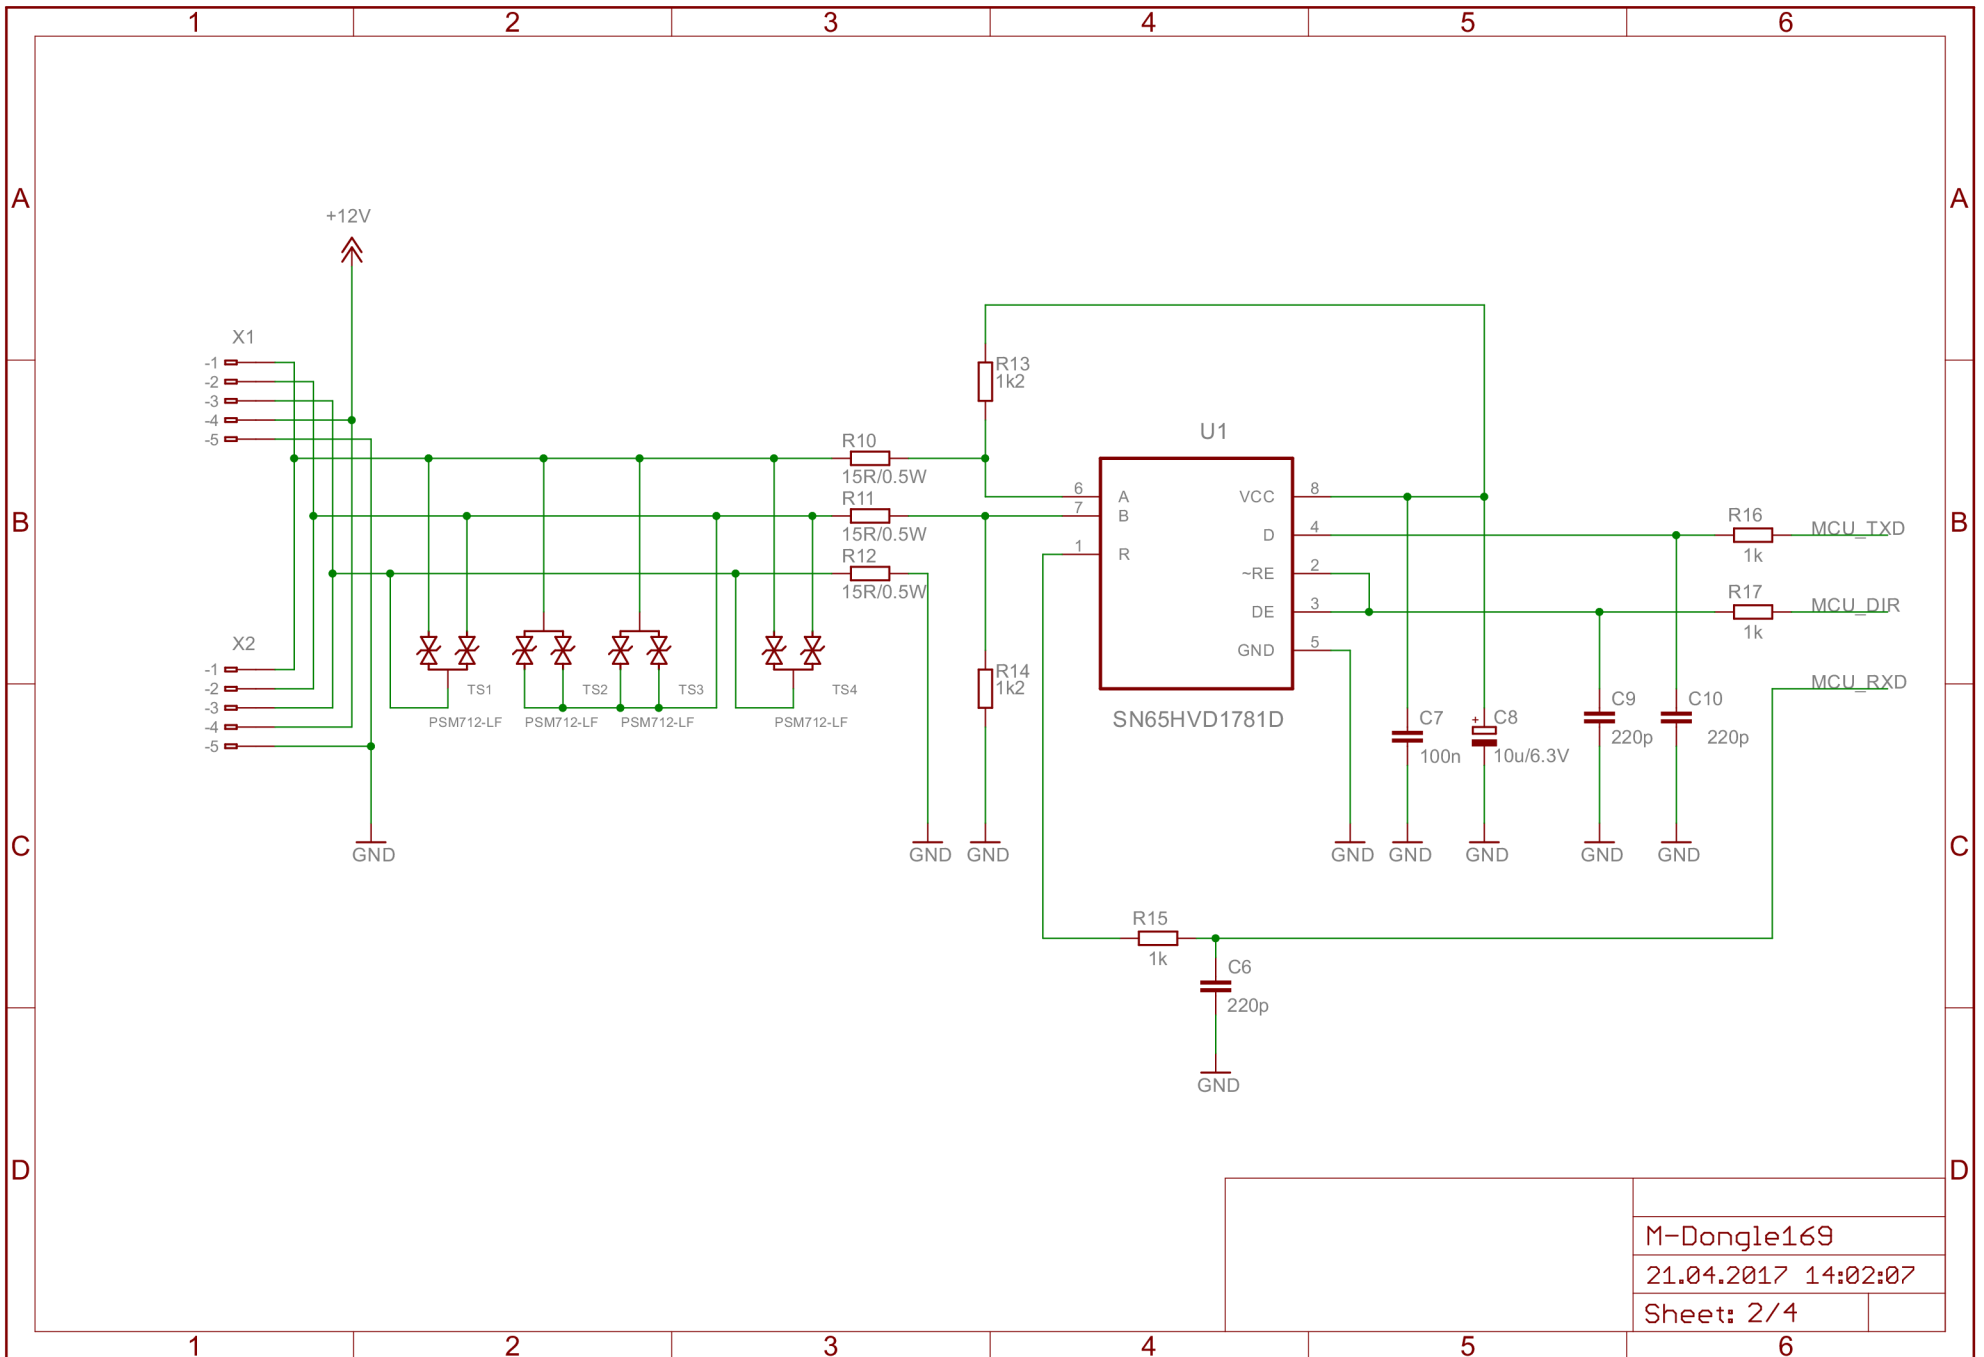 1 2 3 4 5 6
A A
+12V
X1
-1
-2
-3
-4
-5
R13
1k2
U1
R10
15R/0.5W
R11
15R/0.5W
R12
15R/0.5W
6 A VCC 8
7 B
1 R D 4
~RE 2
DE 3
GND 5
SN65HVD1781D
B B
R16 MCU_TXD
1k
R17 MCU_DIR
1k
MCU_RXD
X2
-1
-2
-3
-4
-5
TS1 TS2 TS3 TS4
PSM712-LF PSM712-LF PSM712-LF PSM712-LF
R14
1k2
C7
100n
+ C8
10u/6.3V
C9
220p
C10
220p
C C
GND GND GND GND GND GND GND GND
R15
1k
C6
220p
GND
D D
M-Dongle169
21.04.2017 14:02:07
Sheet: 2/4
1 2 3 4 5 6